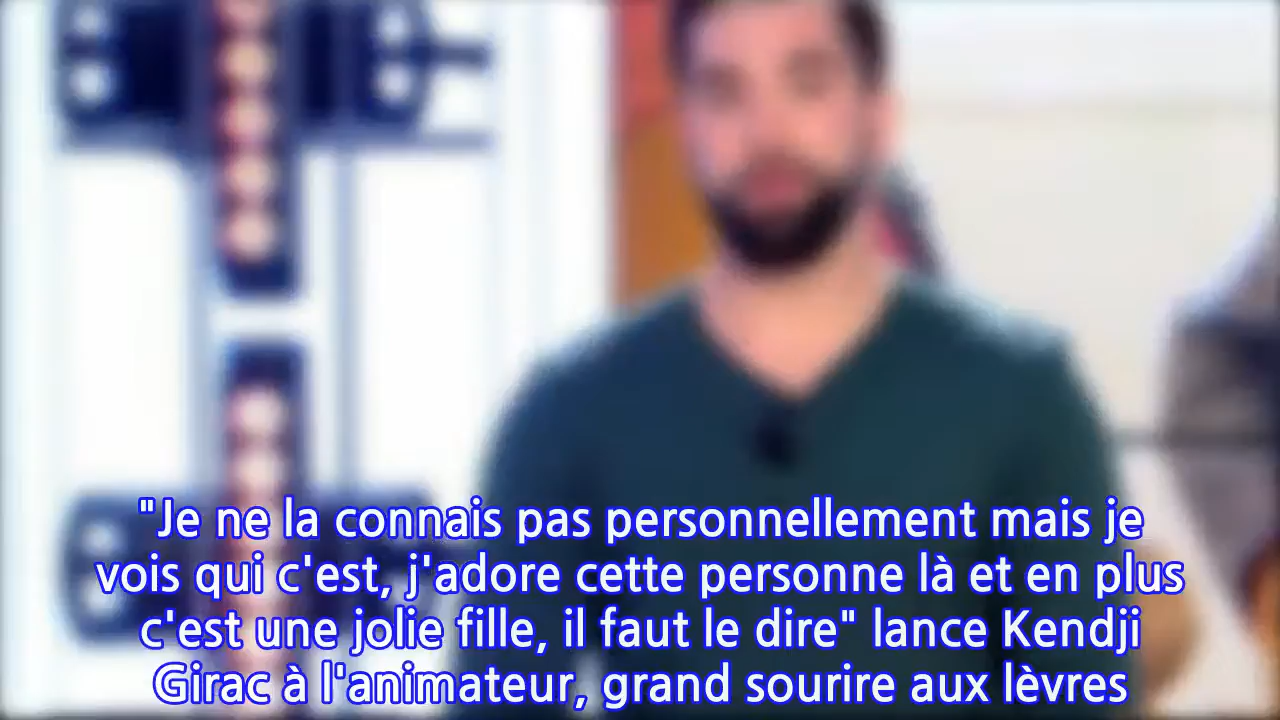 "Je ne la connais pas personnellement mais je
vois qui c'est, j'adore cette personne là et en plus
c'est une jolie fille, il faut le dire" lance Kendji
Girac à l'animateur, grand sourire aux lèvres